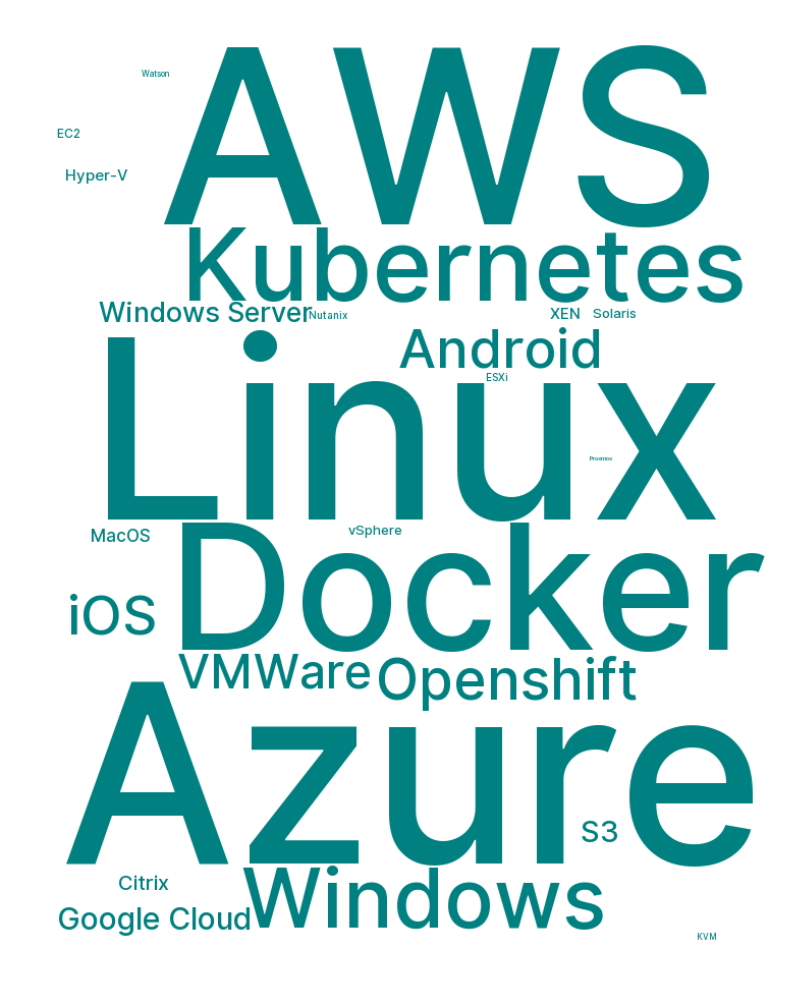 AWS
Watson
EC2
Hyper-V
Kubernetes
Windows Server
Nutanix
XEN
Solaris
Android
ESXi
Linux
Proxmox
MacOS
vSphere
Docker
iOS
VMWare
Openshift
Azure
S3
Citrix
Windows
Google Cloud
KVM